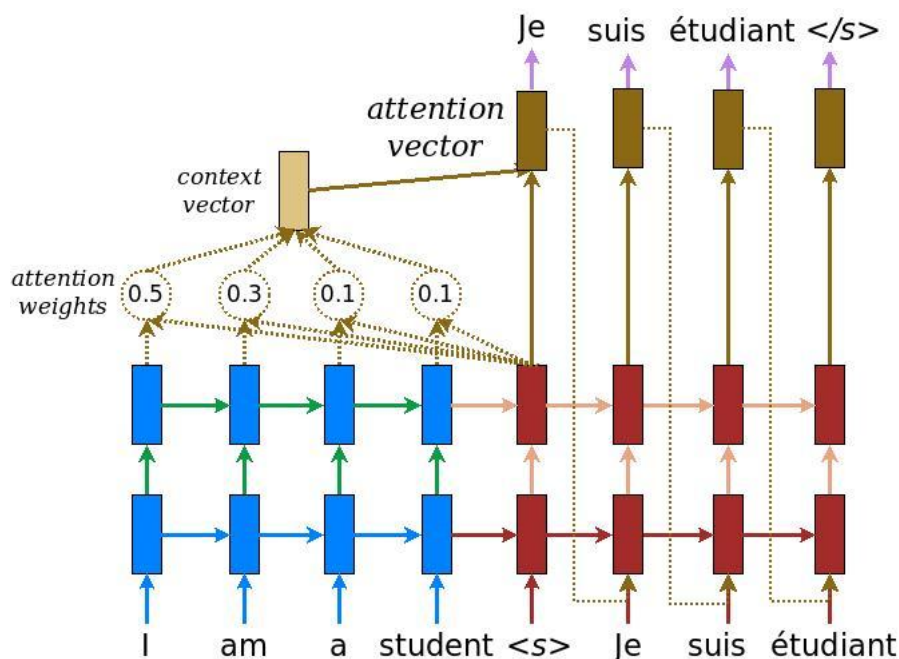 Je suis étudiant </s>
attention
vector
context
vector
attention
weights
0.5 0.3 0.1 0.1
I am a student <s> Je suis étudiant